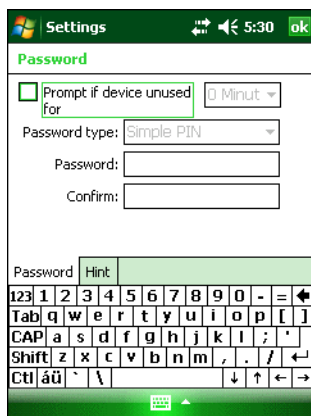 Settings 5:30 ok
Password
Prompt if device unused for 0 Minut
Password type: Simple PIN
Password:
Confirm:
Password Hint
123 1 2 3 4 5 6 7 8 9 0 - =
Tab q w e r t y u i o p [ ]
CAP a s d f g h j k l ; '
Shift z x c v b n m , . /
Ctl áü ` \